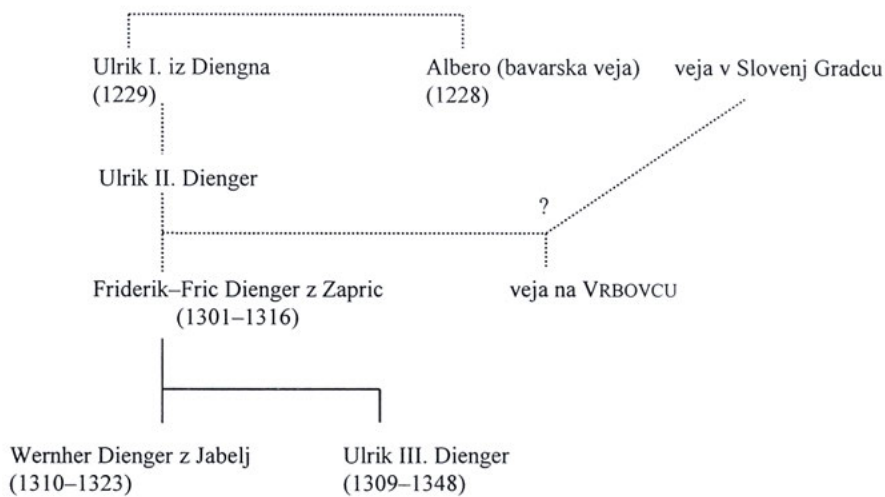 Ulrik I. iz Diengna
(1229)
Albero (bavarska veja)
(1228)
veja v Slovenj Gradcu
Ulrik II. Dienger
?
Friderik–Fric Dienger z Zapric
(1301–1316)
veja na VRBOVCU
Wernher Dienger z Jabelj
(1310–1323)
Ulrik III. Dienger
(1309–1348)